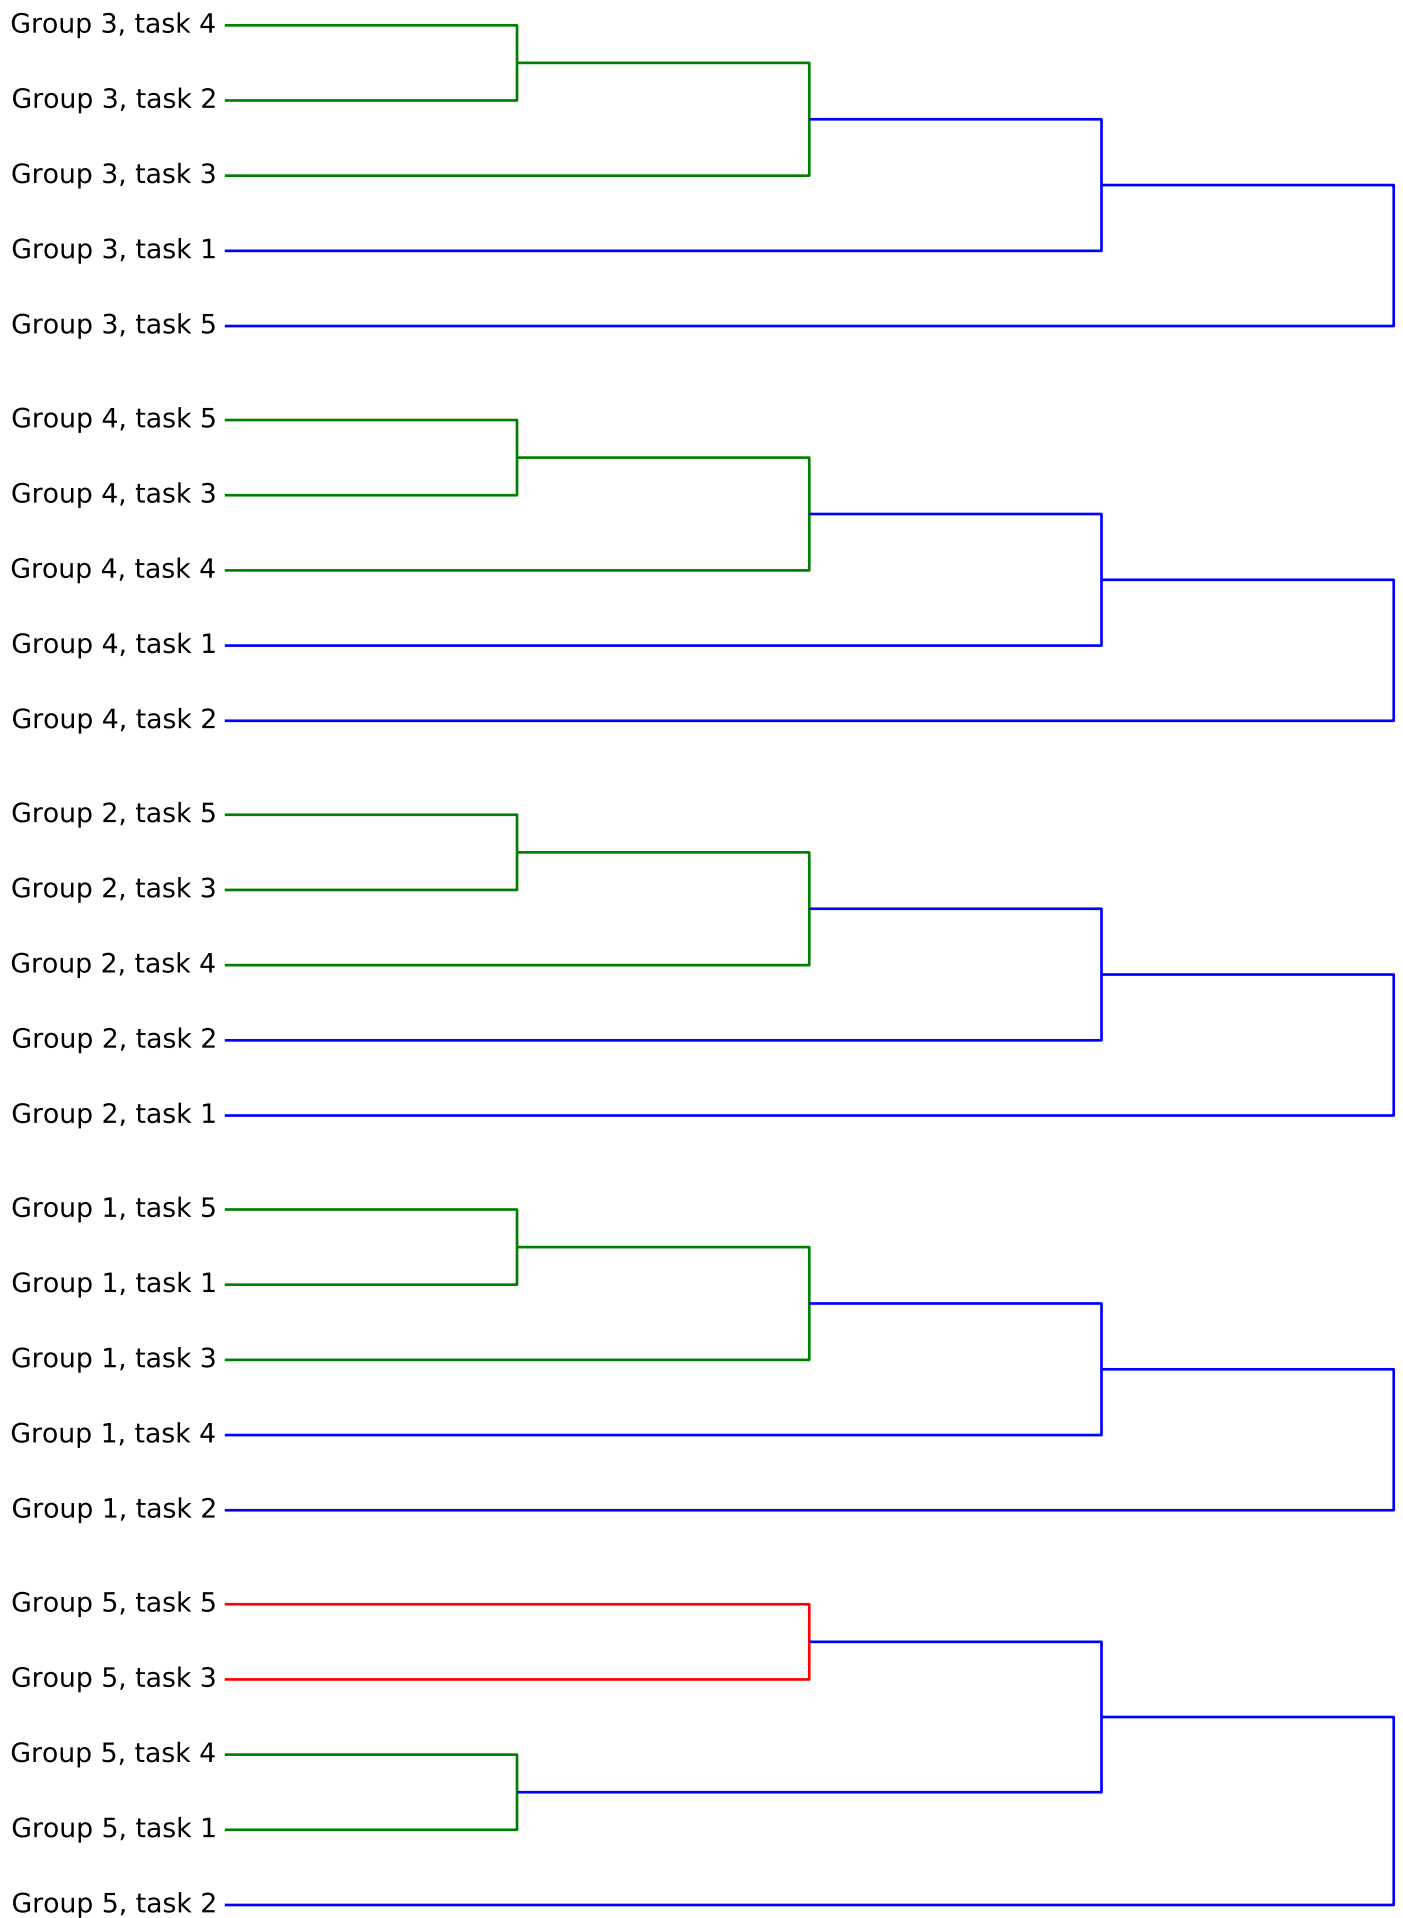 Group 3, task 4
Group 3, task 2
Group 3, task 3
Group 3, task 1
Group 3, task 5
Group 4, task 5
Group 4, task 3
Group 4, task 4
Group 4, task 1
Group 4, task 2
Group 2, task 5
Group 2, task 3
Group 2, task 4
Group 2, task 2
Group 2, task 1
Group 1, task 5
Group 1, task 1
Group 1, task 3
Group 1, task 4
Group 1, task 2
Group 5, task 5
Group 5, task 3
Group 5, task 4
Group 5, task 1
Group 5, task 2